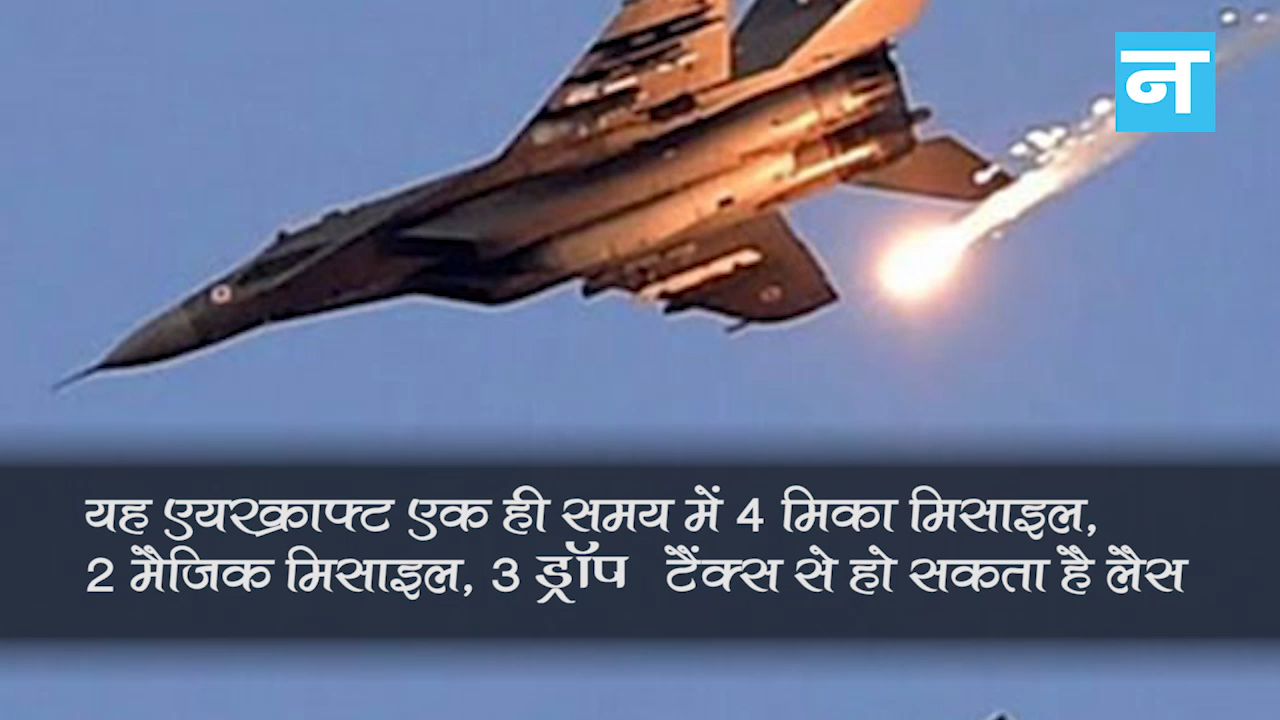 न
यह एयरक्राफ्ट एक ही समय में 4 मिका मिसाइल,
2 मैजिक मिसाइल, 3 ड्रॉप टैंक्स से हो सकता है लैस